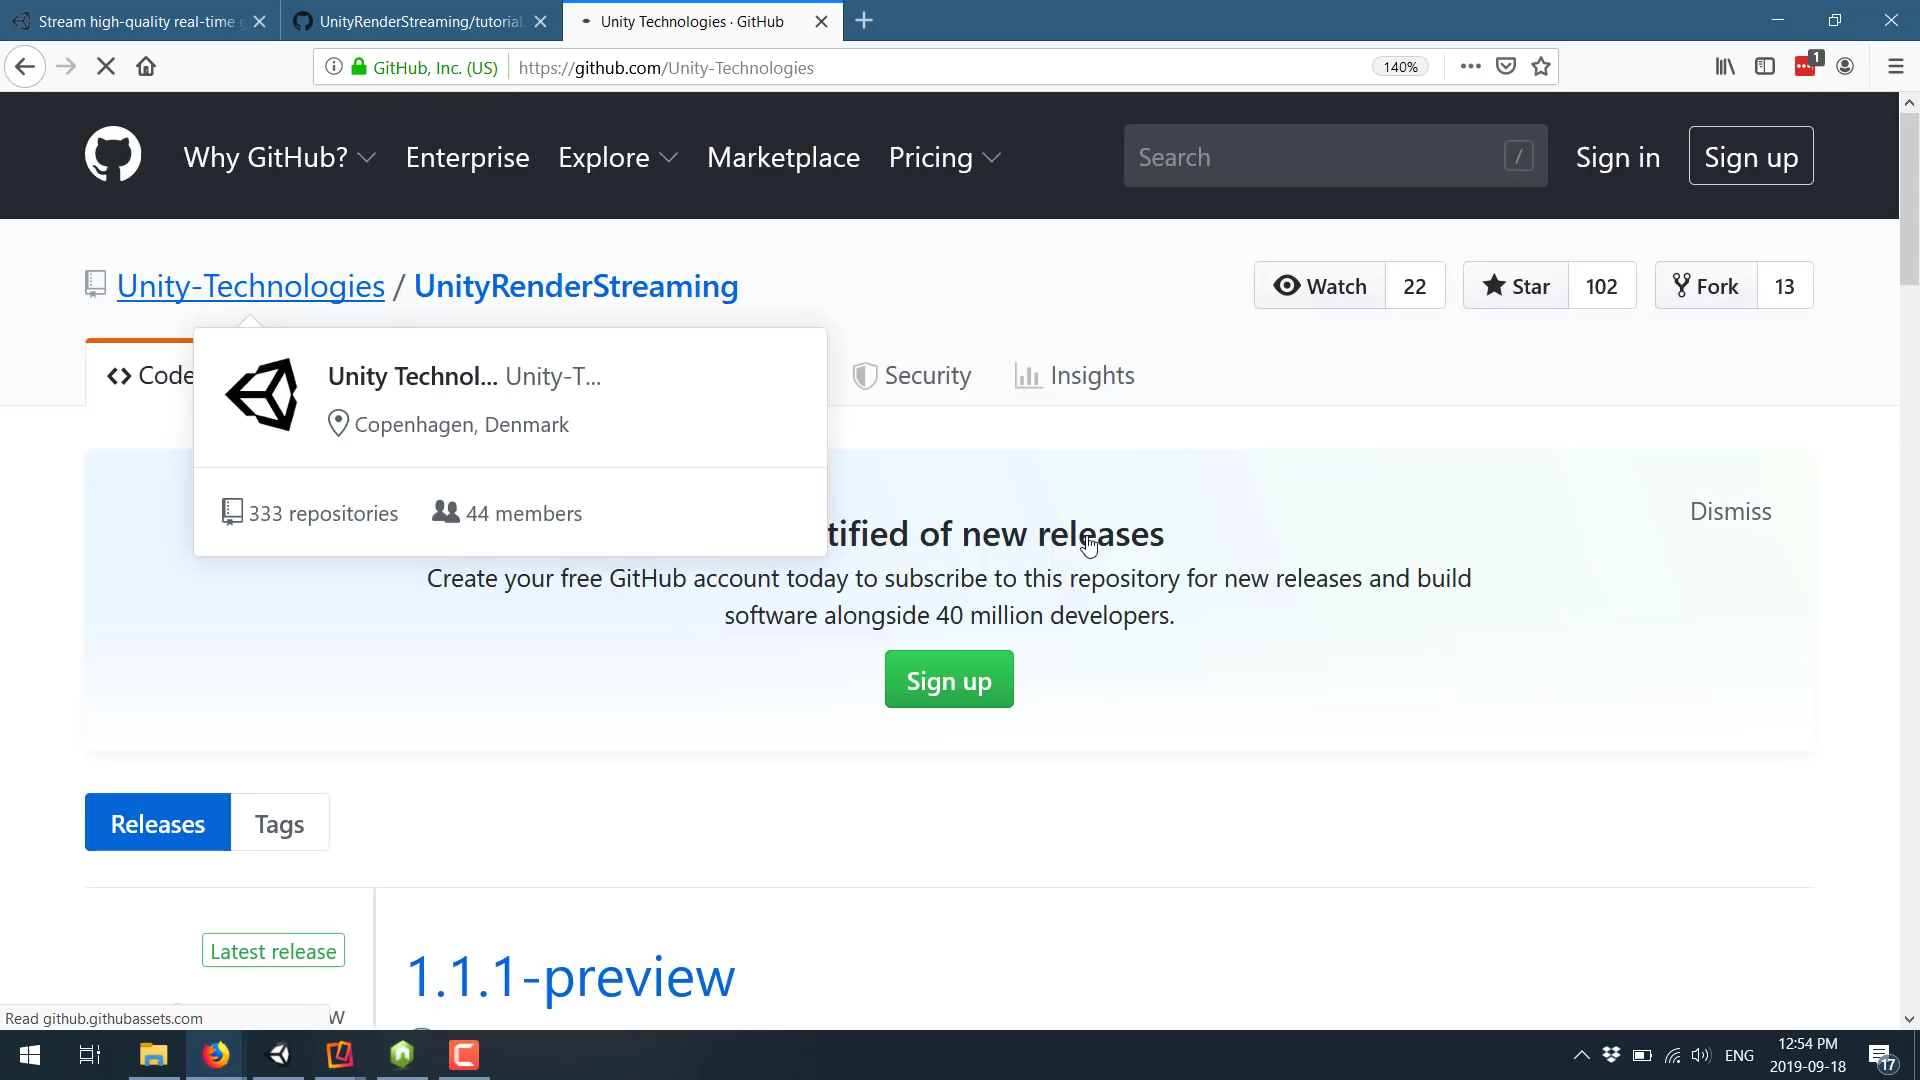 Stream high-quality real-time
UnityRenderStreaming/tutorial
Unity Technologies · GitHub
GitHub, Inc. (US)
https://github.com/Unity-Technologies
140%
1
Why GitHub?
Enterprise
Explore
Marketplace
Pricing
Search
/
Sign in
Sign up
Unity-Technologies / UnityRenderStreaming
Watch 22
Star 102
Fork 13
Code
Security
Insights
Unity Technol... Unity-T...
Copenhagen, Denmark
333 repositories
44 members
Dismiss
tified of new releases
Create your free GitHub account today to subscribe to this repository for new releases and build
software alongside 40 million developers.
Sign up
Releases
Tags
Latest release
1.1.1-preview
Read github.githubassets.com
w
ENG
12:54 PM
2019-09-18
17